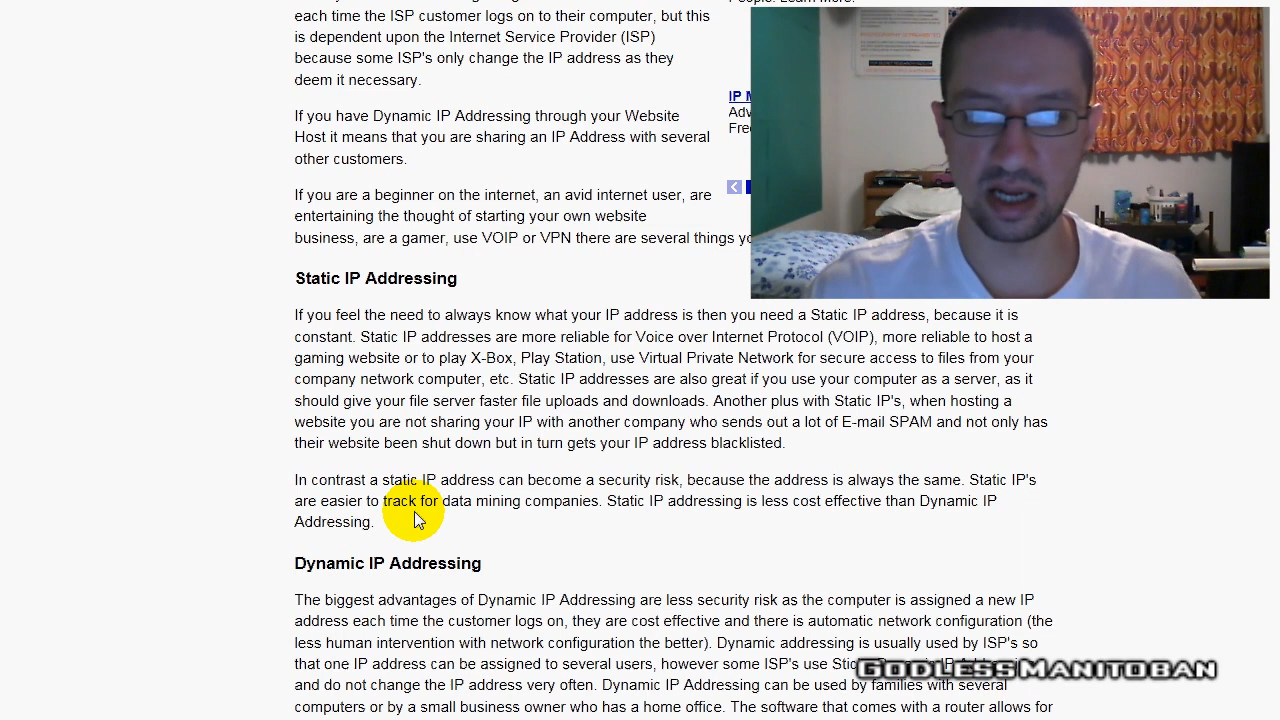 People. Learn More.
each time the ISP customer logs on to their computer, but this
is dependent on the Internet Service Provider (ISP)
because some ISP's only change the IP address as they
deem it necessary.
IP
Adv
Free
If you have Dynamic IP Addressing through your Website
Host it means that you are sharing an IP Address with several
other customers.
If you are a beginner on the internet, an avid internet user, are
entertaining the thought of starting your own website
business, are a gamer, use VOIP or VPN there are several things yo
Static IP Addressing
If you feel the need to always know what your IP address is then you need a Static IP address, because it is
constant. Static IP addresses are more reliable for Voice over Internet Protocol (VOIP), more reliable to host a
gaming website or to play X-Box, Play Station, use Virtual Private Network for secure access to files from your
company network computer, etc. Static IP addresses are also great if you use your computer as a server, as it
should give your file server faster file uploads and downloads. Another plus with Static IP's, when hosting a
website you are not sharing your IP with another company who sends out a lot of E-mail SPAM and not only has
their website been shut down but in turn gets your IP address blacklisted.
In contrast a static IP address can become a security risk, because the address is always the same. Static IP's
are easier to track for data mining companies. Static IP addressing is less cost effective than Dynamic IP
Addressing.
Dynamic IP Addressing
The biggest advantages of Dynamic IP Addressing are less security risk as the computer is assigned a new IP
address each time the customer logs on, they are cost effective and there is automatic network configuration (the
less human intervention with network configuration the better). Dynamic addressing is usually used by ISP's so
that one IP address can be assigned to several users, however some ISP's use
GODLESSMANITOBAN
and do not change the IP address very often. Dynamic IP Addressing can be used by families with several
computers or by a small business owner who has a home office. The software that comes with a router allows for